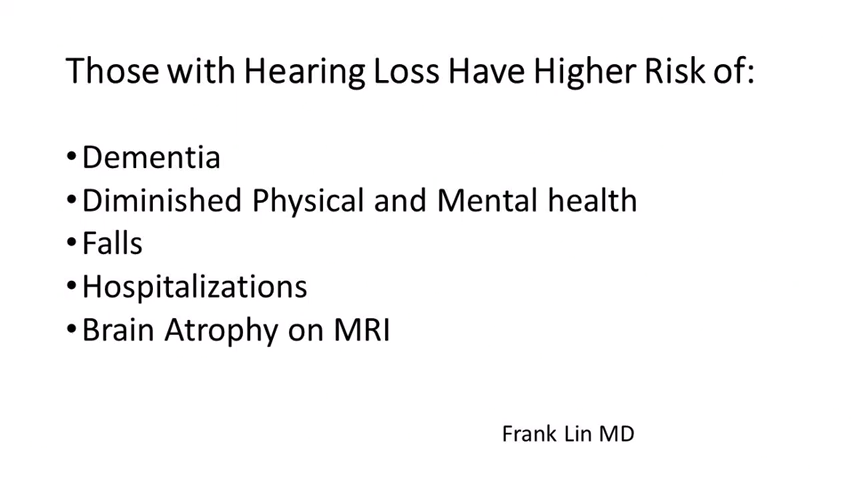 Those with Hearing Loss Have Higher Risk of:
•Dementia
•Diminished Physical and Mental health
•Falls
•Hospitalizations
•Brain Atrophy on MRI
Frank Lin MD